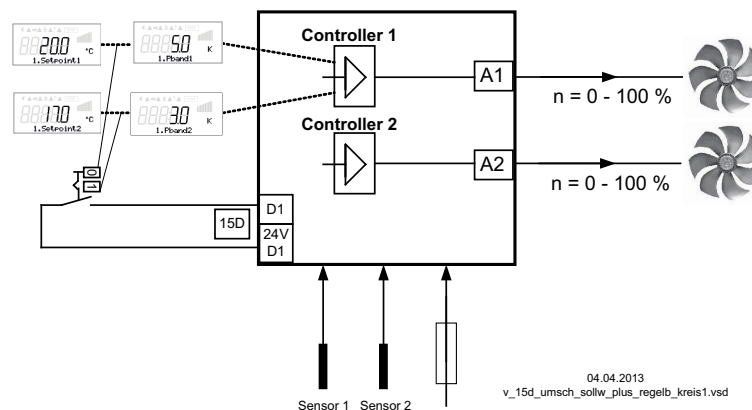 20.0 °C
1.Setpoint1
5.0 K
1.Pband1
17.0 °C
1.Setpoint2
3.0 K
1.Pband2
Controller 1
Controller 2
A1
n = 0 - 100 %
A2
n = 0 - 100 %
0
1
15D
D1
24V
D1
Sensor 1
Sensor 2
04.04.2013
v_15d_umsch_sollw_plus_regelb_kreis1.vsd